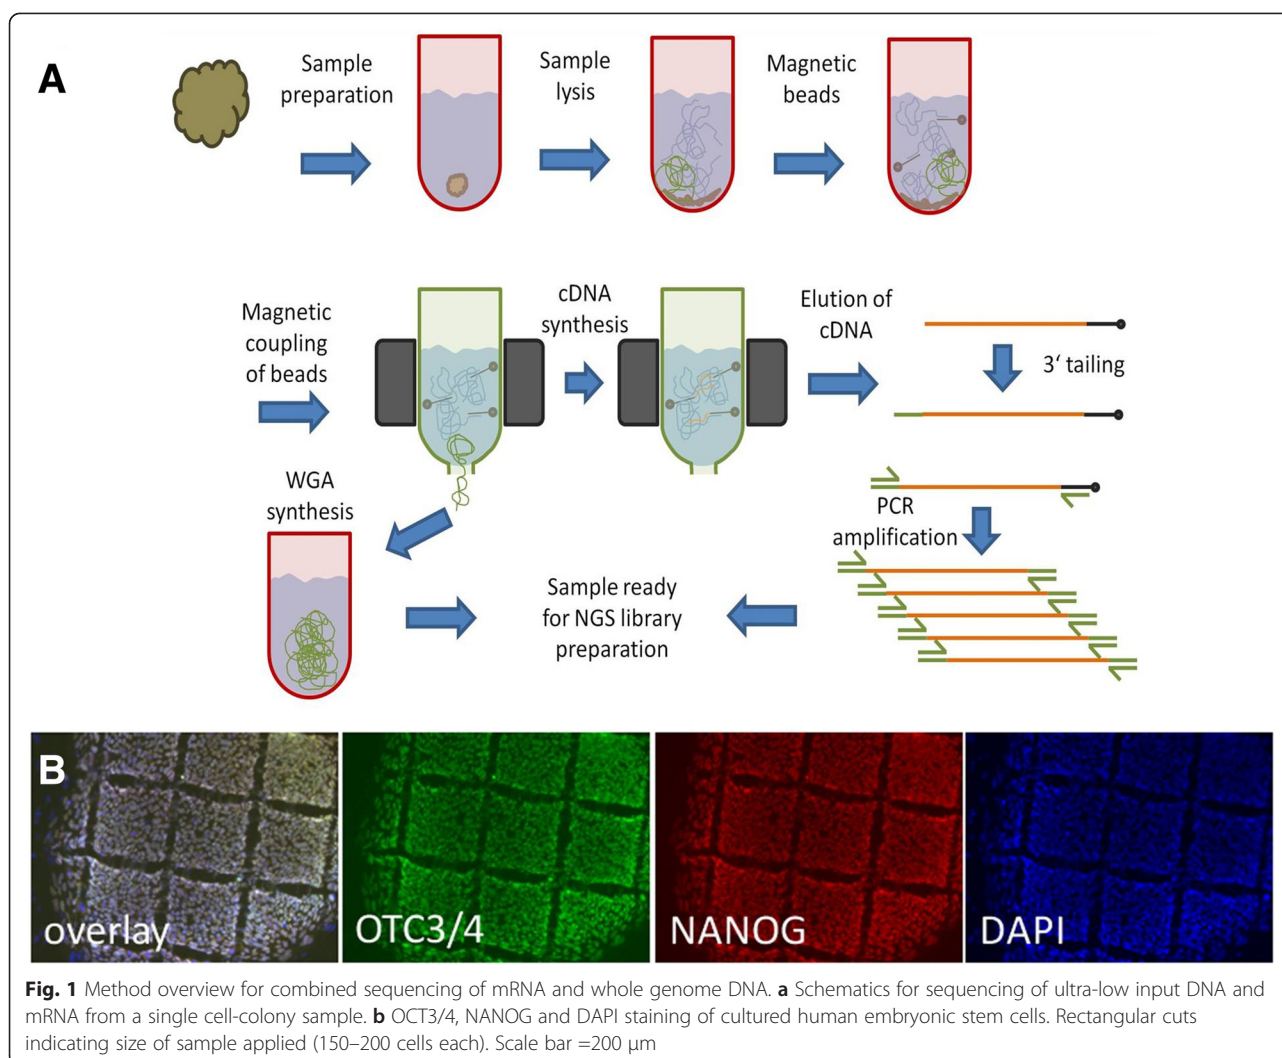 A
Sample
preparation
Sample
lysis
Magnetic
beads
Magnetic
coupling
of beads
cDNA
synthesis
Elution of
cDNA
3‘ tailing
WGA
synthesis
PCR
amplification
Sample ready
for NGS library
preparation
B
overlay
OTC3/4
NANOG
DAPI
Fig. 1 Method overview for combined sequencing of mRNA and whole genome DNA. a Schematics for sequencing of ultra-low input DNA and
mRNA from a single cell-colony sample. b OCT3/4, NANOG and DAPI staining of cultured human embryonic stem cells. Rectangular cuts
indicating size of sample applied (150–200 cells each). Scale bar =200 μm